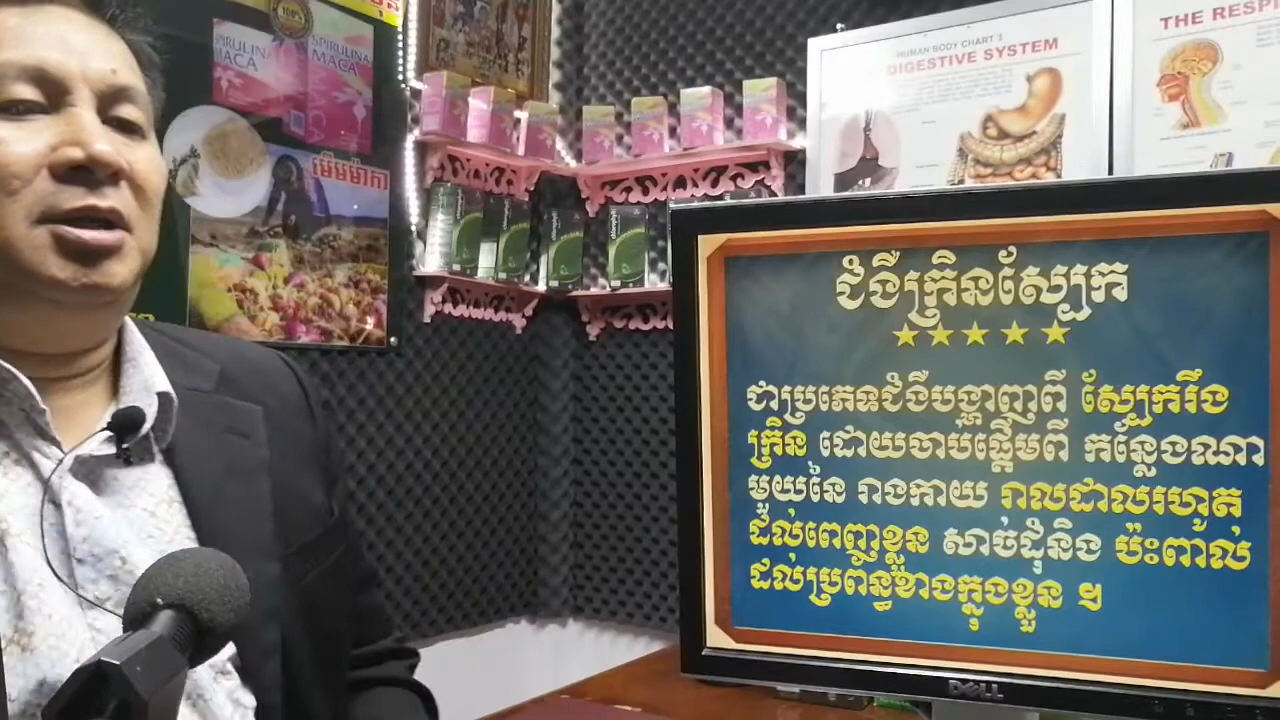 100%
SPIRULINA
MACA
SPIRULINA
MACA
មើមម៉ាកា
HUMAN BODY CHART 3
DIGESTIVE SYSTEM
THE RESPI
ជំងឺក្រិនស្បែក
ជាប្រភេទជំងឺបង្ហាញពី ស្បែករឹង
ក្រិន ដោយចាប់ផ្តើមពី កន្លែងណា
មួយនៃ រាងកាយ រាលដាលរហូត
ដល់ពេញខ្លួន សាច់ដុំនិង ប៉ះពាល់
ដល់ប្រព័ន្ធខាងក្នុងខ្លួន ។
DELL